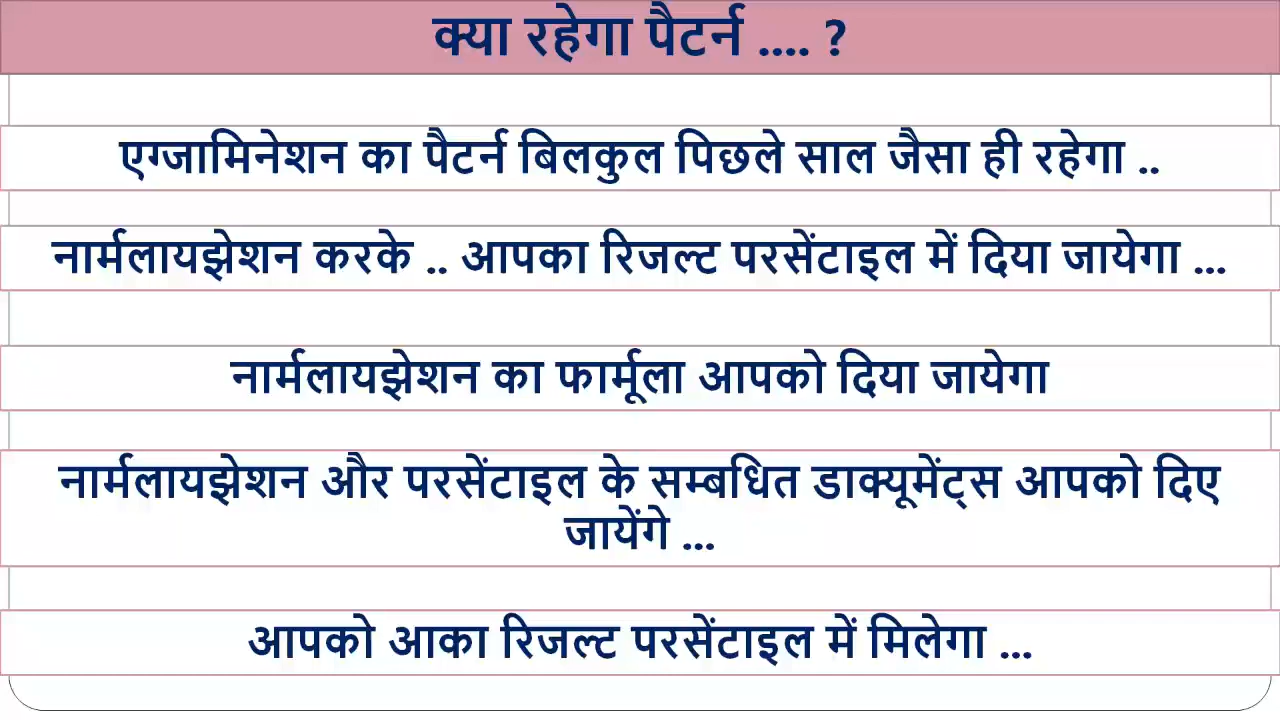 क्या रहेगा पैटर्न .... ?
एग्जामिनेशन का पैटर्न बिलकुल पिछले साल जैसा ही रहेगा ..
नार्मलायझेशन करके .. आपका रिजल्ट परसेंटाइल में दिया जायेगा ...
नार्मलायझेशन का फार्मूला आपको दिया जायेगा
नार्मलायझेशन और परसेंटाइल के सम्बधित डाक्यूमेंट्स आपको दिए
जायेंगे ...
आपको आका रिजल्ट परसेंटाइल में मिलेगा ...